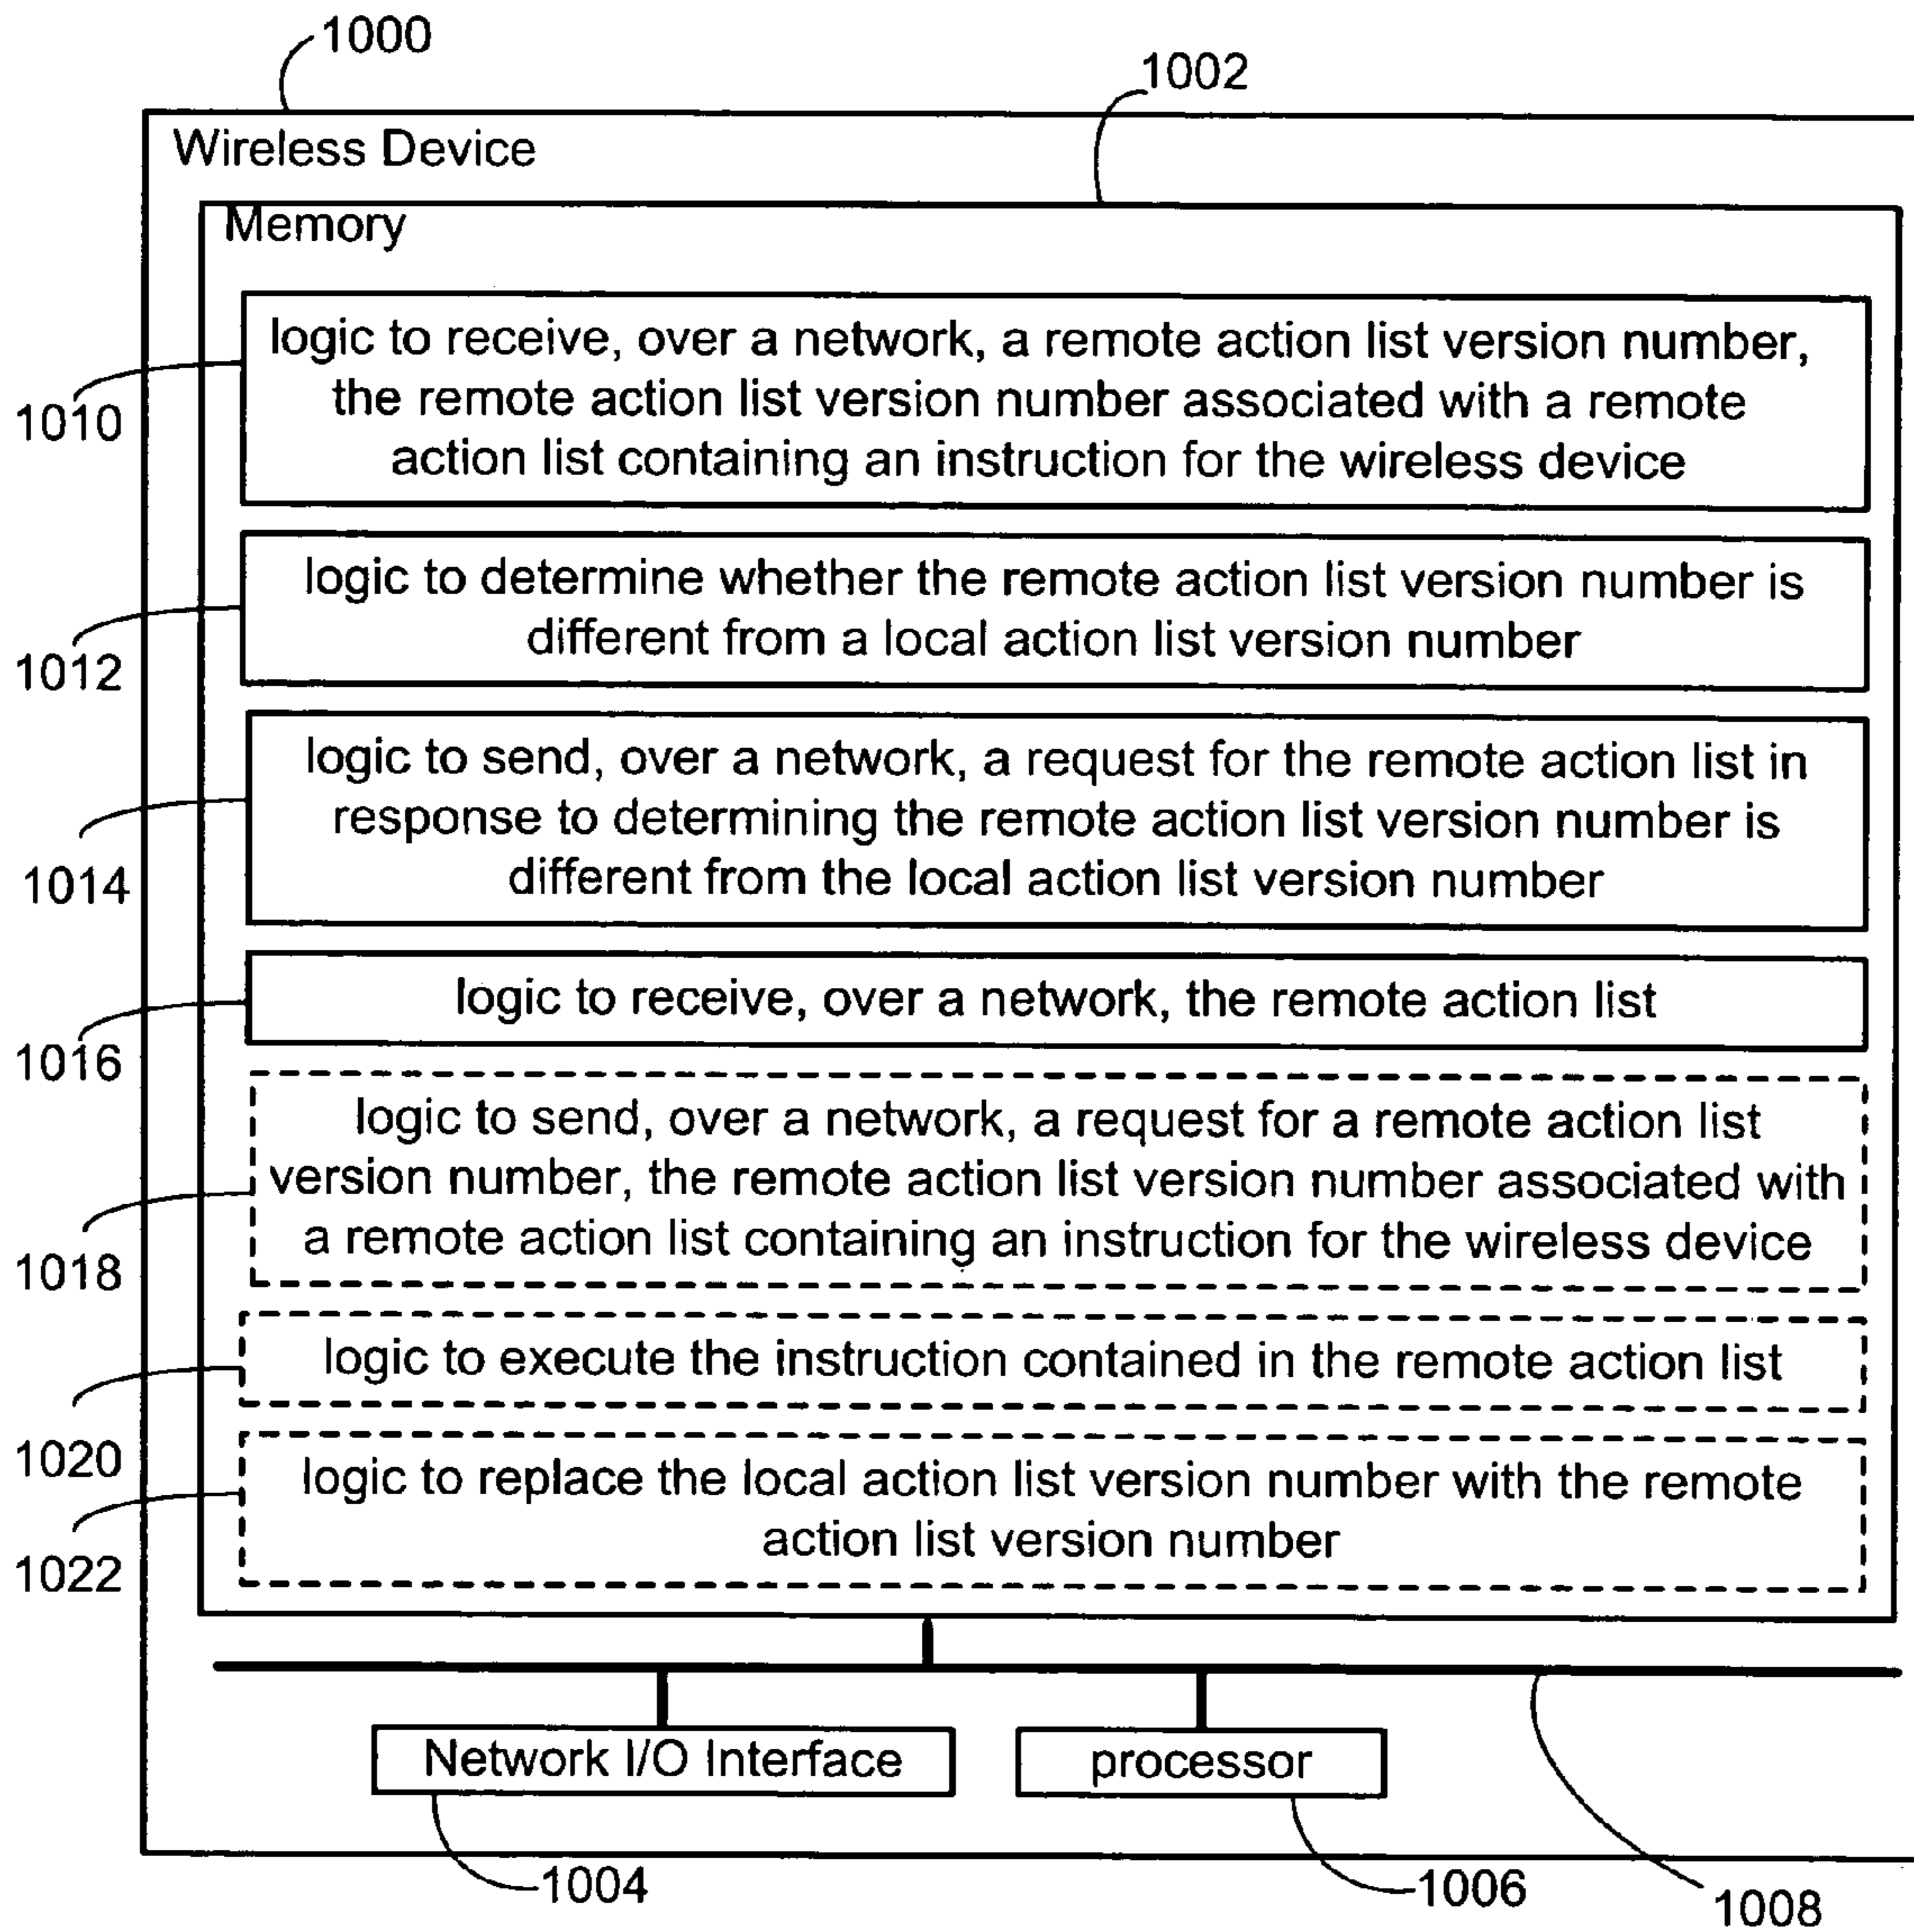 1000
1002
Wireless Device
Memory
logic to receive, over a network, a remote action list version number,
the remote action list version number associated with a remote
action list containing an instruction for the wireless device
1010
logic to determine whether the remote action list version number is
different from a local action list version number
1012
logic to send, over a network, a request for the remote action list in
response to determining the remote action list version number is
different from the local action list version number
1014
logic to receive, over a network, the remote action list
1016
logic to send, over a network, a request for a remote action list
version number, the remote action list version number associated with
a remote action list containing an instruction for the wireless device
1018
logic to execute the instruction contained in the remote action list
1020
logic to replace the local action list version number with the remote
action list version number
1022
Network I/O Interface
processor
1004
1006
1008